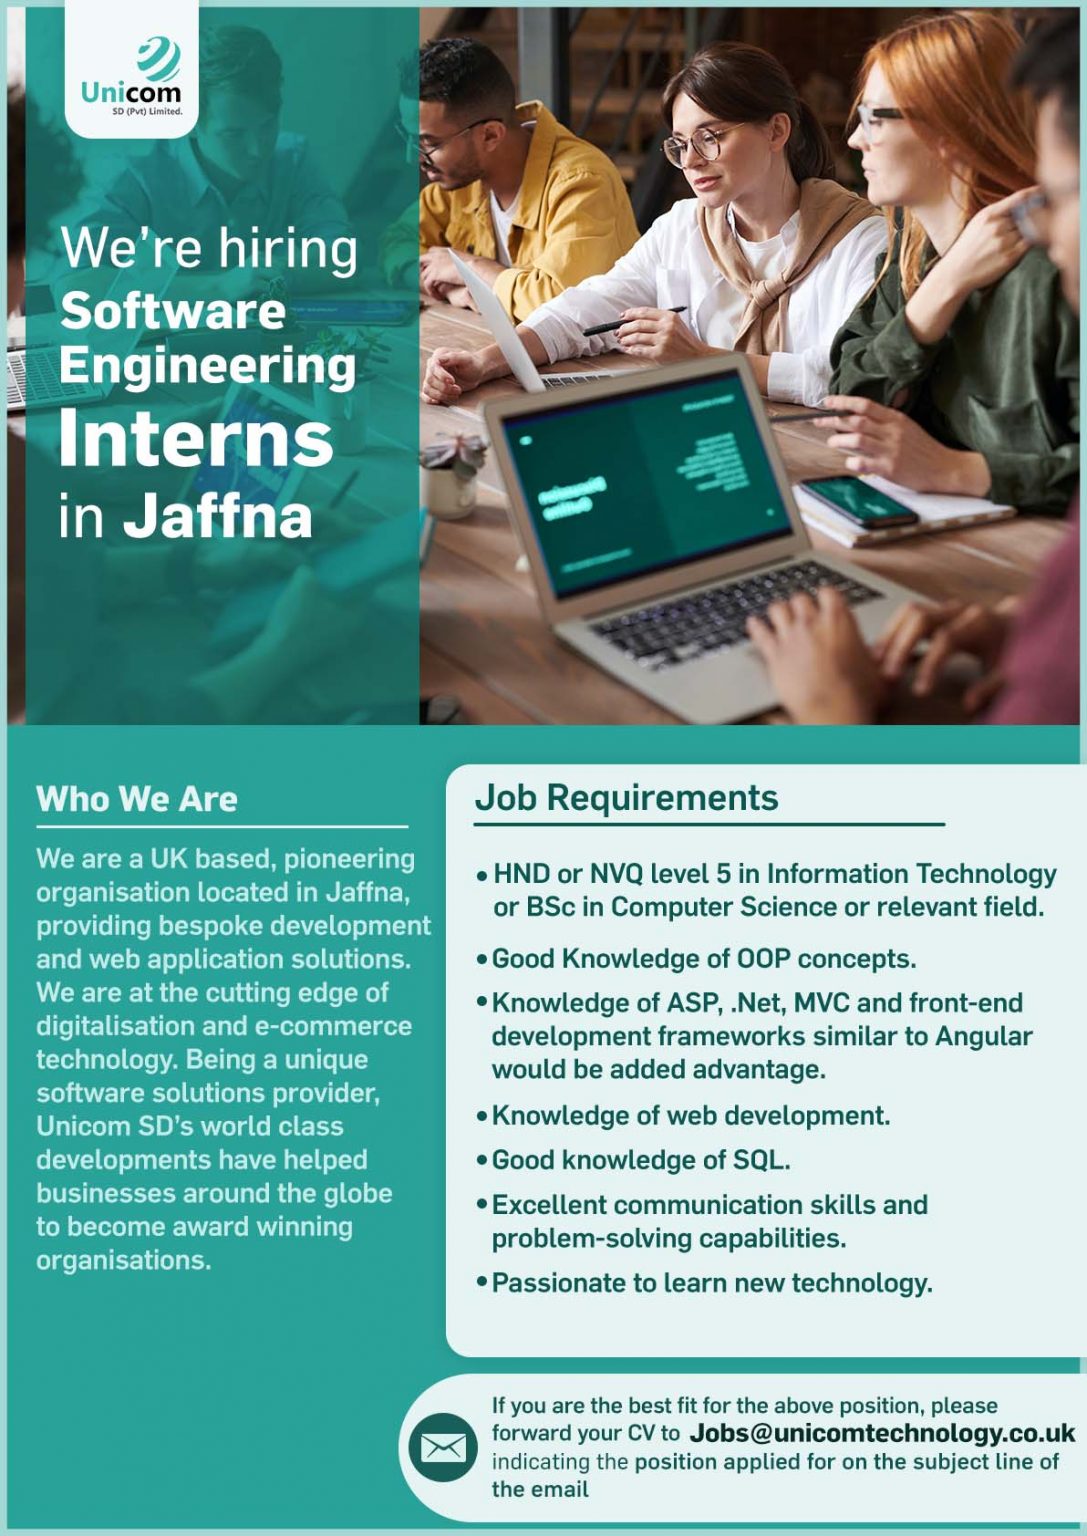 Unicom
SD (Pvt) Limited.
We're hiring
Software
Engineering
Interns
in Jaffna
Who We Are
We are a UK based, pioneering
organisation located in Jaffna,
providing bespoke development
and web application solutions.
We are at the cutting edge of
digitalisation and e-commerce
technology. Being a unique
software solutions provider,
Unicom SD's world class
developments have helped
businesses around the globe
to become award winning
organisations.
Job Requirements
• HND or NVQ level 5 in Information Technology
or BSc in Computer Science or relevant field.
• Good Knowledge of OOP concepts.
• Knowledge of ASP, .Net, MVC and front-end
development frameworks similar to Angular
would be added advantage.
• Knowledge of web development.
• Good knowledge of SQL.
• Excellent communication skills and
problem-solving capabilities.
• Passionate to learn new technology.
If you are the best fit for the above position, please
forward your CV to Jobs@unicomtechnology.co.uk
indicating the position applied for on the subject line of
the email